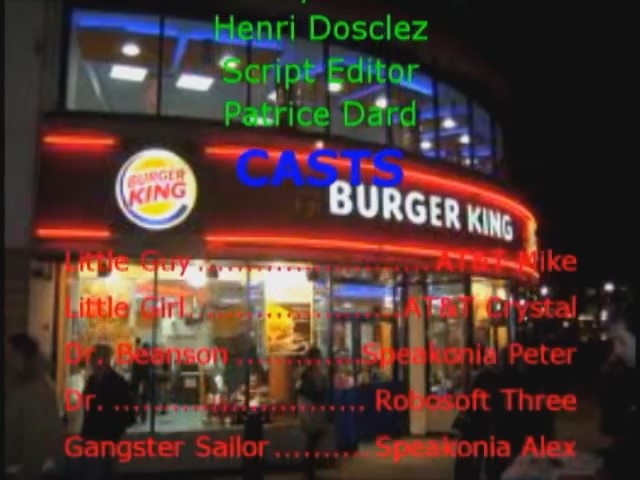 Henri Dosclez
Script Editor
Patrice Dard
CASTS
BURGER
KING
BURGER KING
Little Guy ........................ AT&T Mike
Little Girl ........................ AT&T Crystal
Dr. Beanson ............. Speakonia Peter
Dr. ......................... Robosoft Three
Gangster Sailor.......... Speakonia Alex